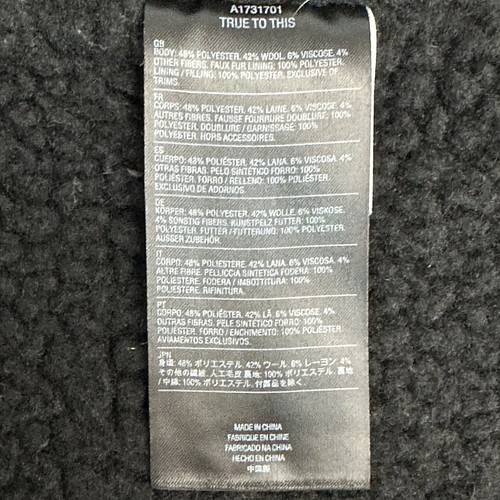 A1731701
TRUE TO THIS
GB
BODY: 48% POLYESTER. 42% WOOL. 6% VISCOSE. 4%
OTHER FIBERS. FAUX FUR LINING: 100% POLYESTER.
LINING / FILLING: 100% POLYESTER. EXCLUSIVE OF
TRIMS.
FR
CORPS: 48% POLYESTER. 42% LAINE. 6% VISCOSE. 4%
AUTRES FIBRES. FAUSSE FOURRURE DOUBLURE: 100%
POLYESTER. DOUBLURE / GARNISSAGE: 100%
POLYESTER. HORS ACCESSOIRES.
ES
CUERPO: 48% POLIÉSTER. 42% LANA. 6% VISCOSA. 4%
OTRAS FIBRAS. PELO SINTÉTICO FORRO: 100%
POLIÉSTER. FORRO / RELLENO: 100% POLIÉSTER.
EXCLUSIVO DE ADORNOS.
DE
KÖRPER: 48% POLYESTER. 42% WOLLE. 6% VISKOSE.
4% SONSTIG FIBERS. KUNSTPELZ FUTTER: 100%
POLYESTER. FUTTER / FÜTTERUNG: 100% POLYESTER.
AUSSER ZUBEHÖR.
IT
CORPO: 48% POLIESTERE. 42% LANA. 6% VISCOSA. 4%
ALTRE FIBRE. PELLICCIA SINTETICA FODERA: 100%
POLIESTERE. FODERA / IMBOTTITURA: 100%
POLIESTERE. RIFINITURA.
PT
CORPO: 48% POLIÉSTER. 42% LÃ. 6% VISCOSE. 4%
OUTRAS FIBRAS. PELE SINTÉTICO FORRO: 100%
POLIÉSTER. FORRO / ENCHIMENTO: 100% POLIÉSTER
AVIAMENTOS EXCLUSIVOS.
JPN
身頃: 48% ポリエステル. 42% ウール. 6% レーヨン. 4%
その他の繊維. 人工毛皮 裏地: 100% ポリエステル. 裏地
/ 中綿: 100% ポリエステル. 付飾品を除く.
MADE IN CHINA
FABRIQUE EN CHINE
FABRICADO NA CHINA
HECHO EN CHINA
中国製